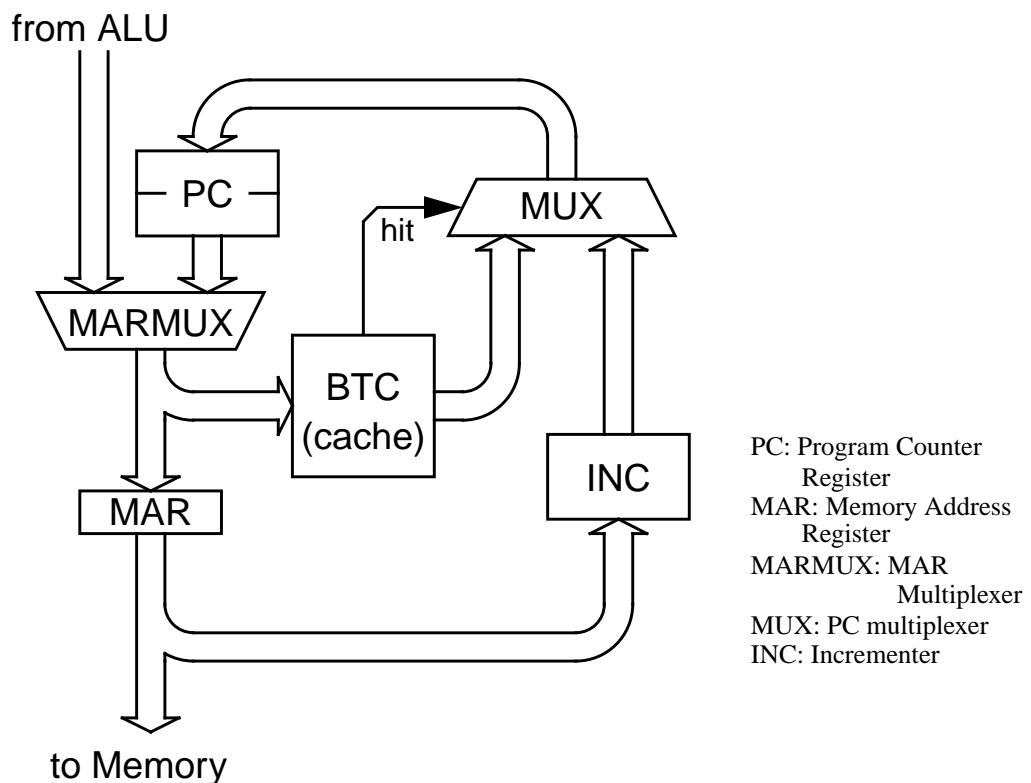 from ALU
PC
MUX
hit
MARMUX
BTC
(cache)
INC
MAR
to Memory
PC: Program Counter
Register
MAR: Memory Address
Register
MARMUX: MAR
Multiplexer
MUX: PC multiplexer
INC: Incrementer